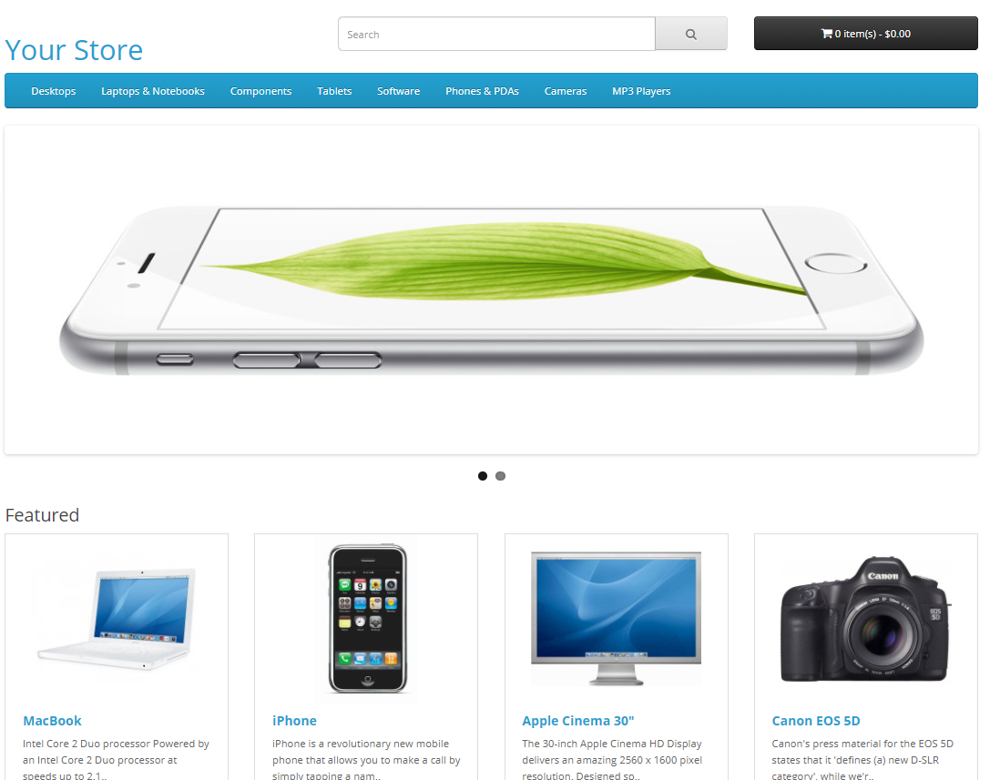 Your Store
Search
0 item(s) - $0.00
Desktops Laptops & Notebooks Components Tablets Software Phones & PDAs Cameras MP3 Players
Featured
Canon
EOS
5D
MacBook
Intel Core 2 Duo processor Powered by
an Intel Core 2 Duo processor at
speeds up to 2.1..
iPhone
iPhone is a revolutionary new mobile
phone that allows you to make a call by
simply tapping a nam..
Apple Cinema 30"
The 30-inch Apple Cinema HD Display
delivers an amazing 2560 x 1600 pixel
resolution. Designed sp..
Canon EOS 5D
Canon's press material for the EOS 5D
states that it 'defines (a) new D-SLR
category', while we'r..